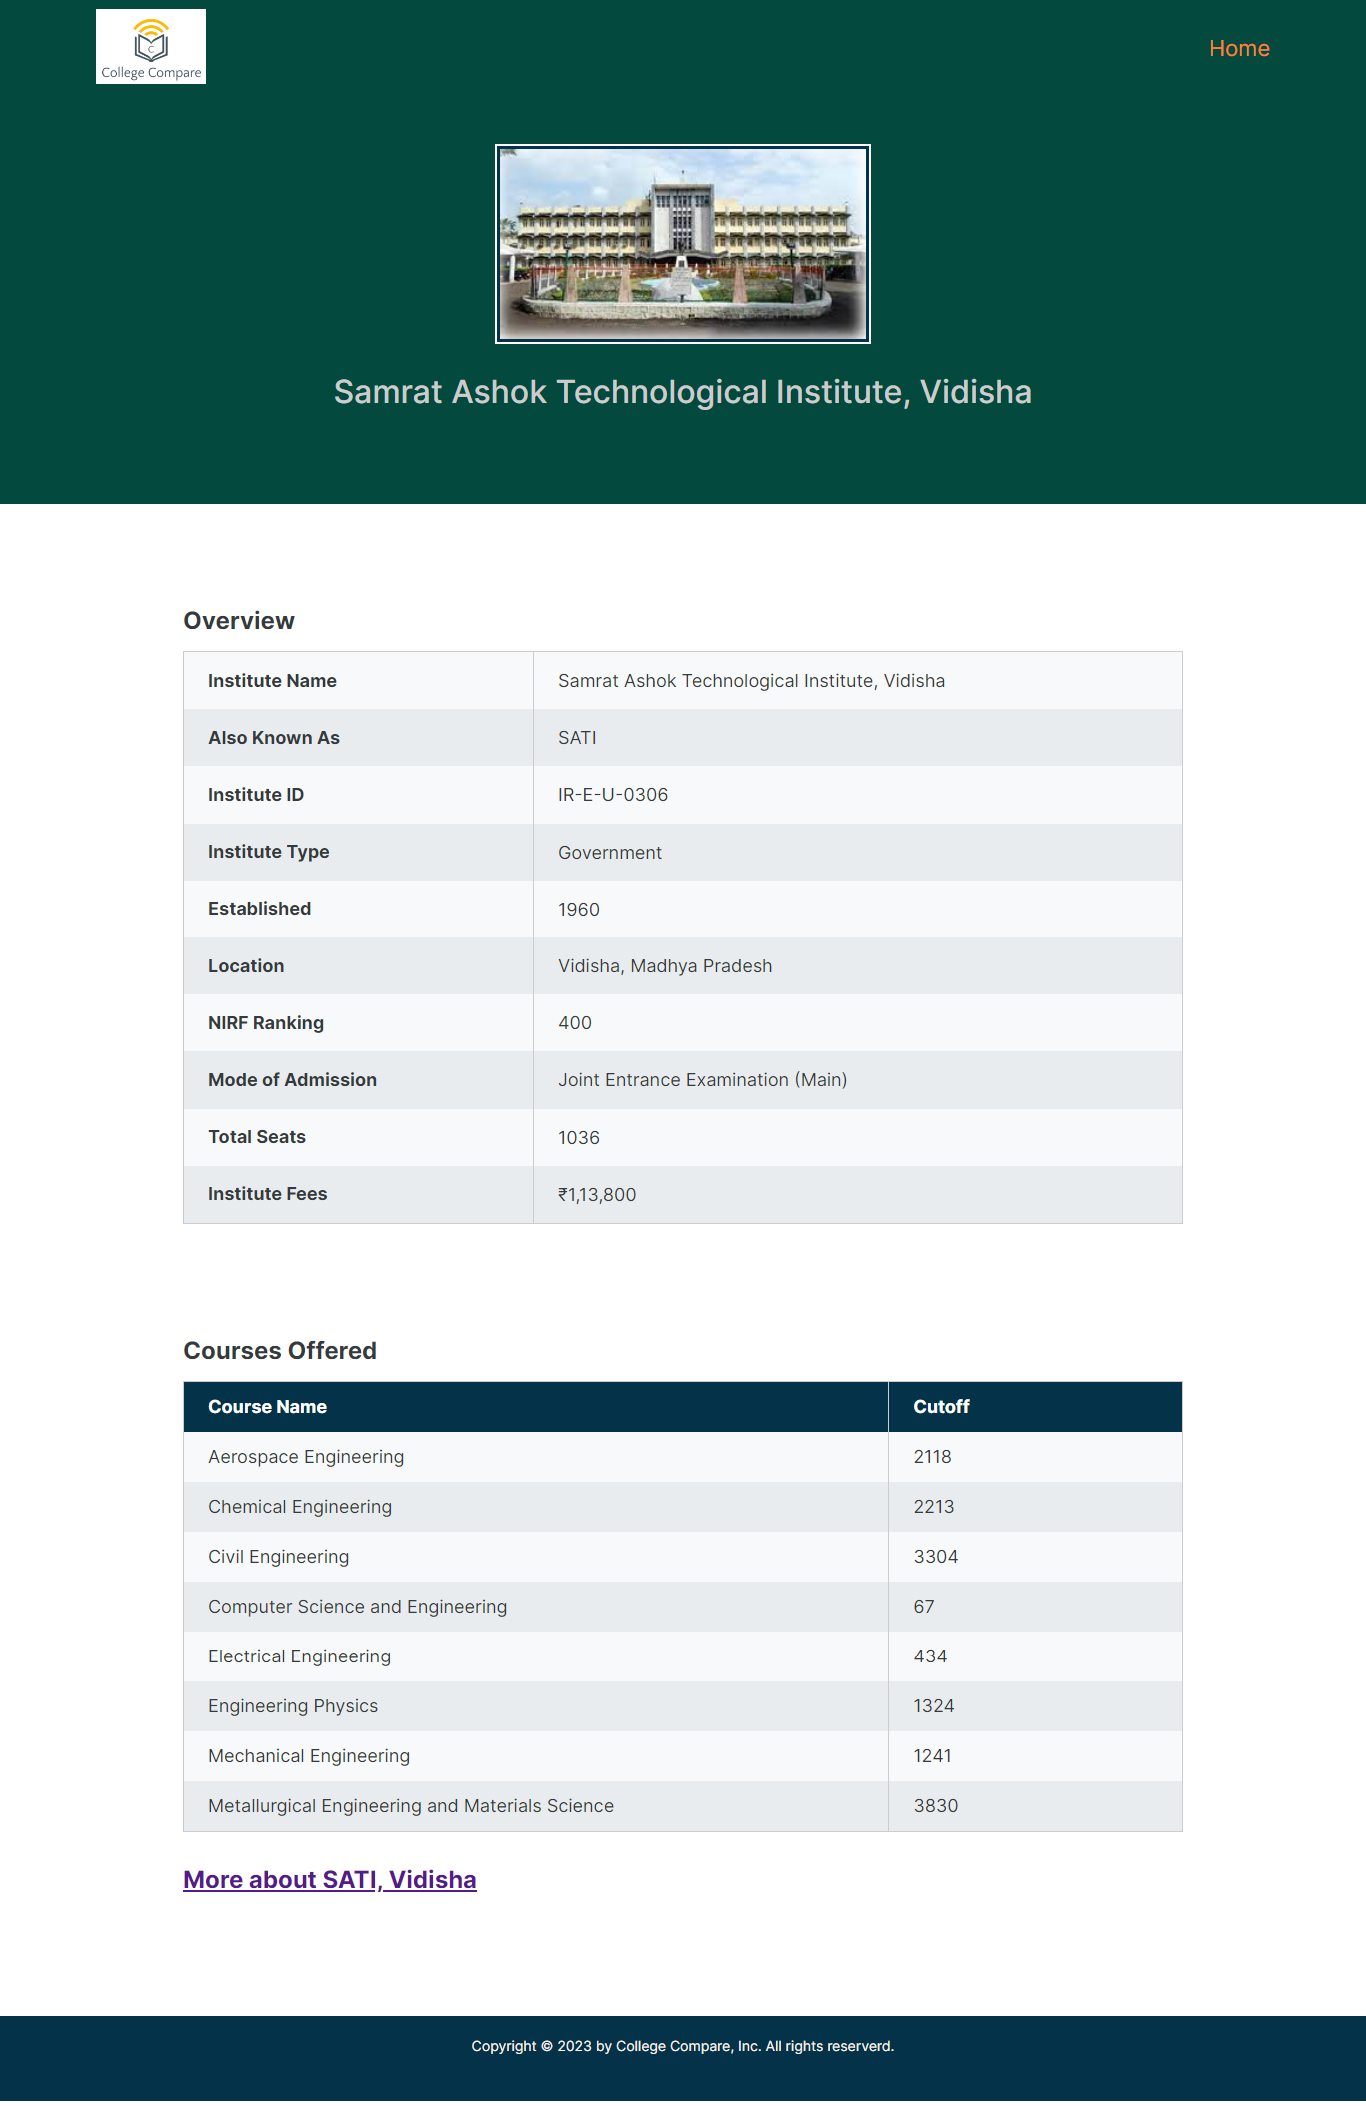 C
College Compare
Home
Samrat Ashok Technological Institute, Vidisha
Overview
Institute Name Samrat Ashok Technological Institute, Vidisha
Also Known As SATI
Institute ID IR-E-U-0306
Institute Type Government
Established 1960
Location Vidisha, Madhya Pradesh
NIRF Ranking 400
Mode of Admission Joint Entrance Examination (Main)
Total Seats 1036
Institute Fees ₹1,13,800
Courses Offered
Course Name Cutoff
Aerospace Engineering 2118
Chemical Engineering 2213
Civil Engineering 3304
Computer Science and Engineering 67
Electrical Engineering 434
Engineering Physics 1324
Mechanical Engineering 1241
Metallurgical Engineering and Materials Science 3830
More about SATI, Vidisha
Copyright © 2023 by College Compare, Inc. All rights reserverd.